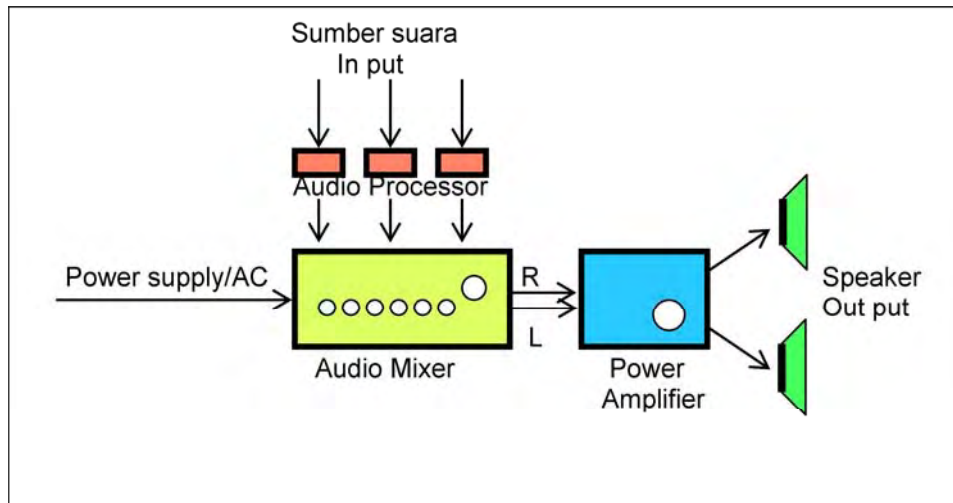 Sumber suara
In put
Audio Processor
Power supply/AC
R
L
Audio Mixer
Power
Amplifier
Speaker
Out put